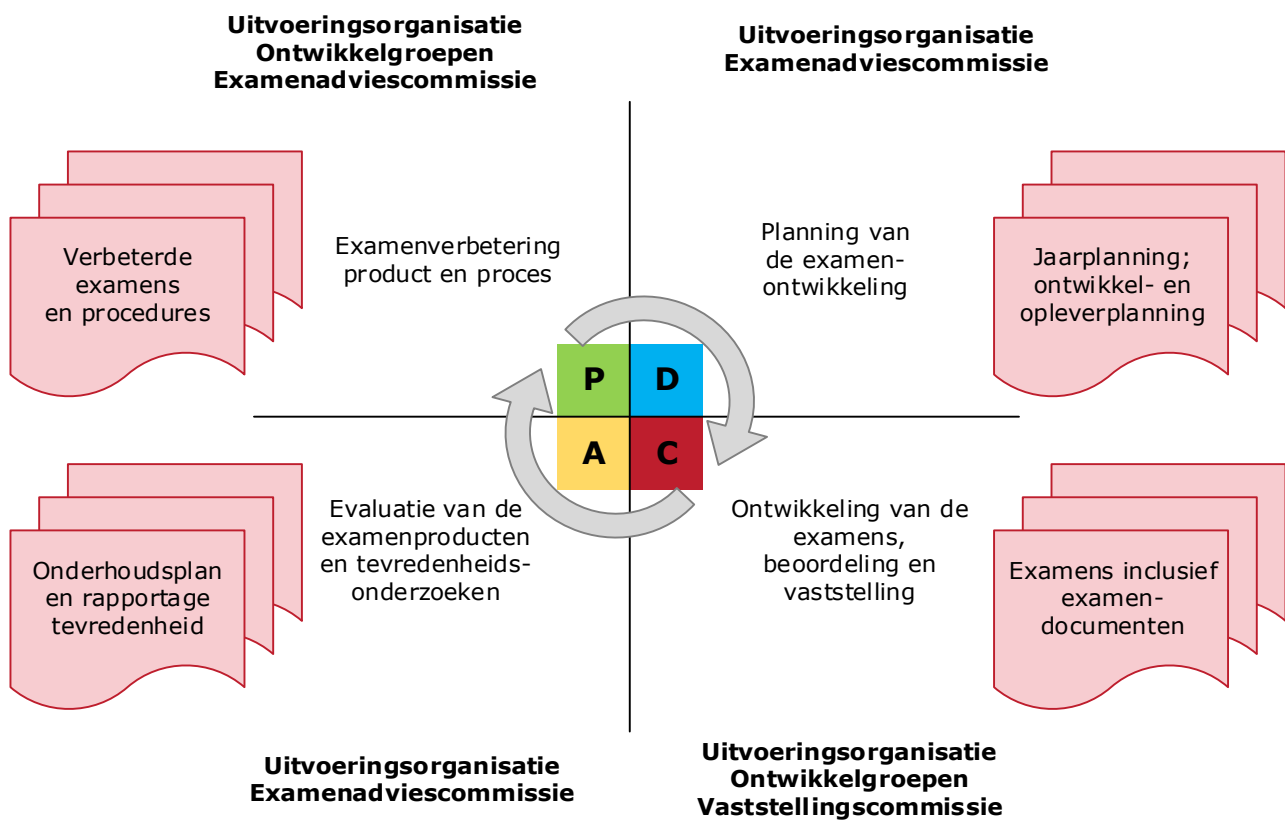 Uitvoeringsorganisatie
Ontwikkelgroepen
Examenadviescommissie
Uitvoeringsorganisatie
Examenadviescommissie
Verbeterde
examens
en procedures
Examenverbetering
product en proces
Planning van
de examen-
ontwikkeling
Jaarplanning;
ontwikkel- en
opleverplanning
P
D
A
C
Onderhoudsplan
en rapportage
tevredenheid
Evaluatie van de
examenproducten
en tevredenheids-
onderzoeken
Ontwikkeling van de
examens,
beoordeling en
vaststelling
Examens inclusief
examen-
documenten
Uitvoeringsorganisatie
Examenadviescommissie
Uitvoeringsorganisatie
Ontwikkelgroepen
Vaststellingscommissie